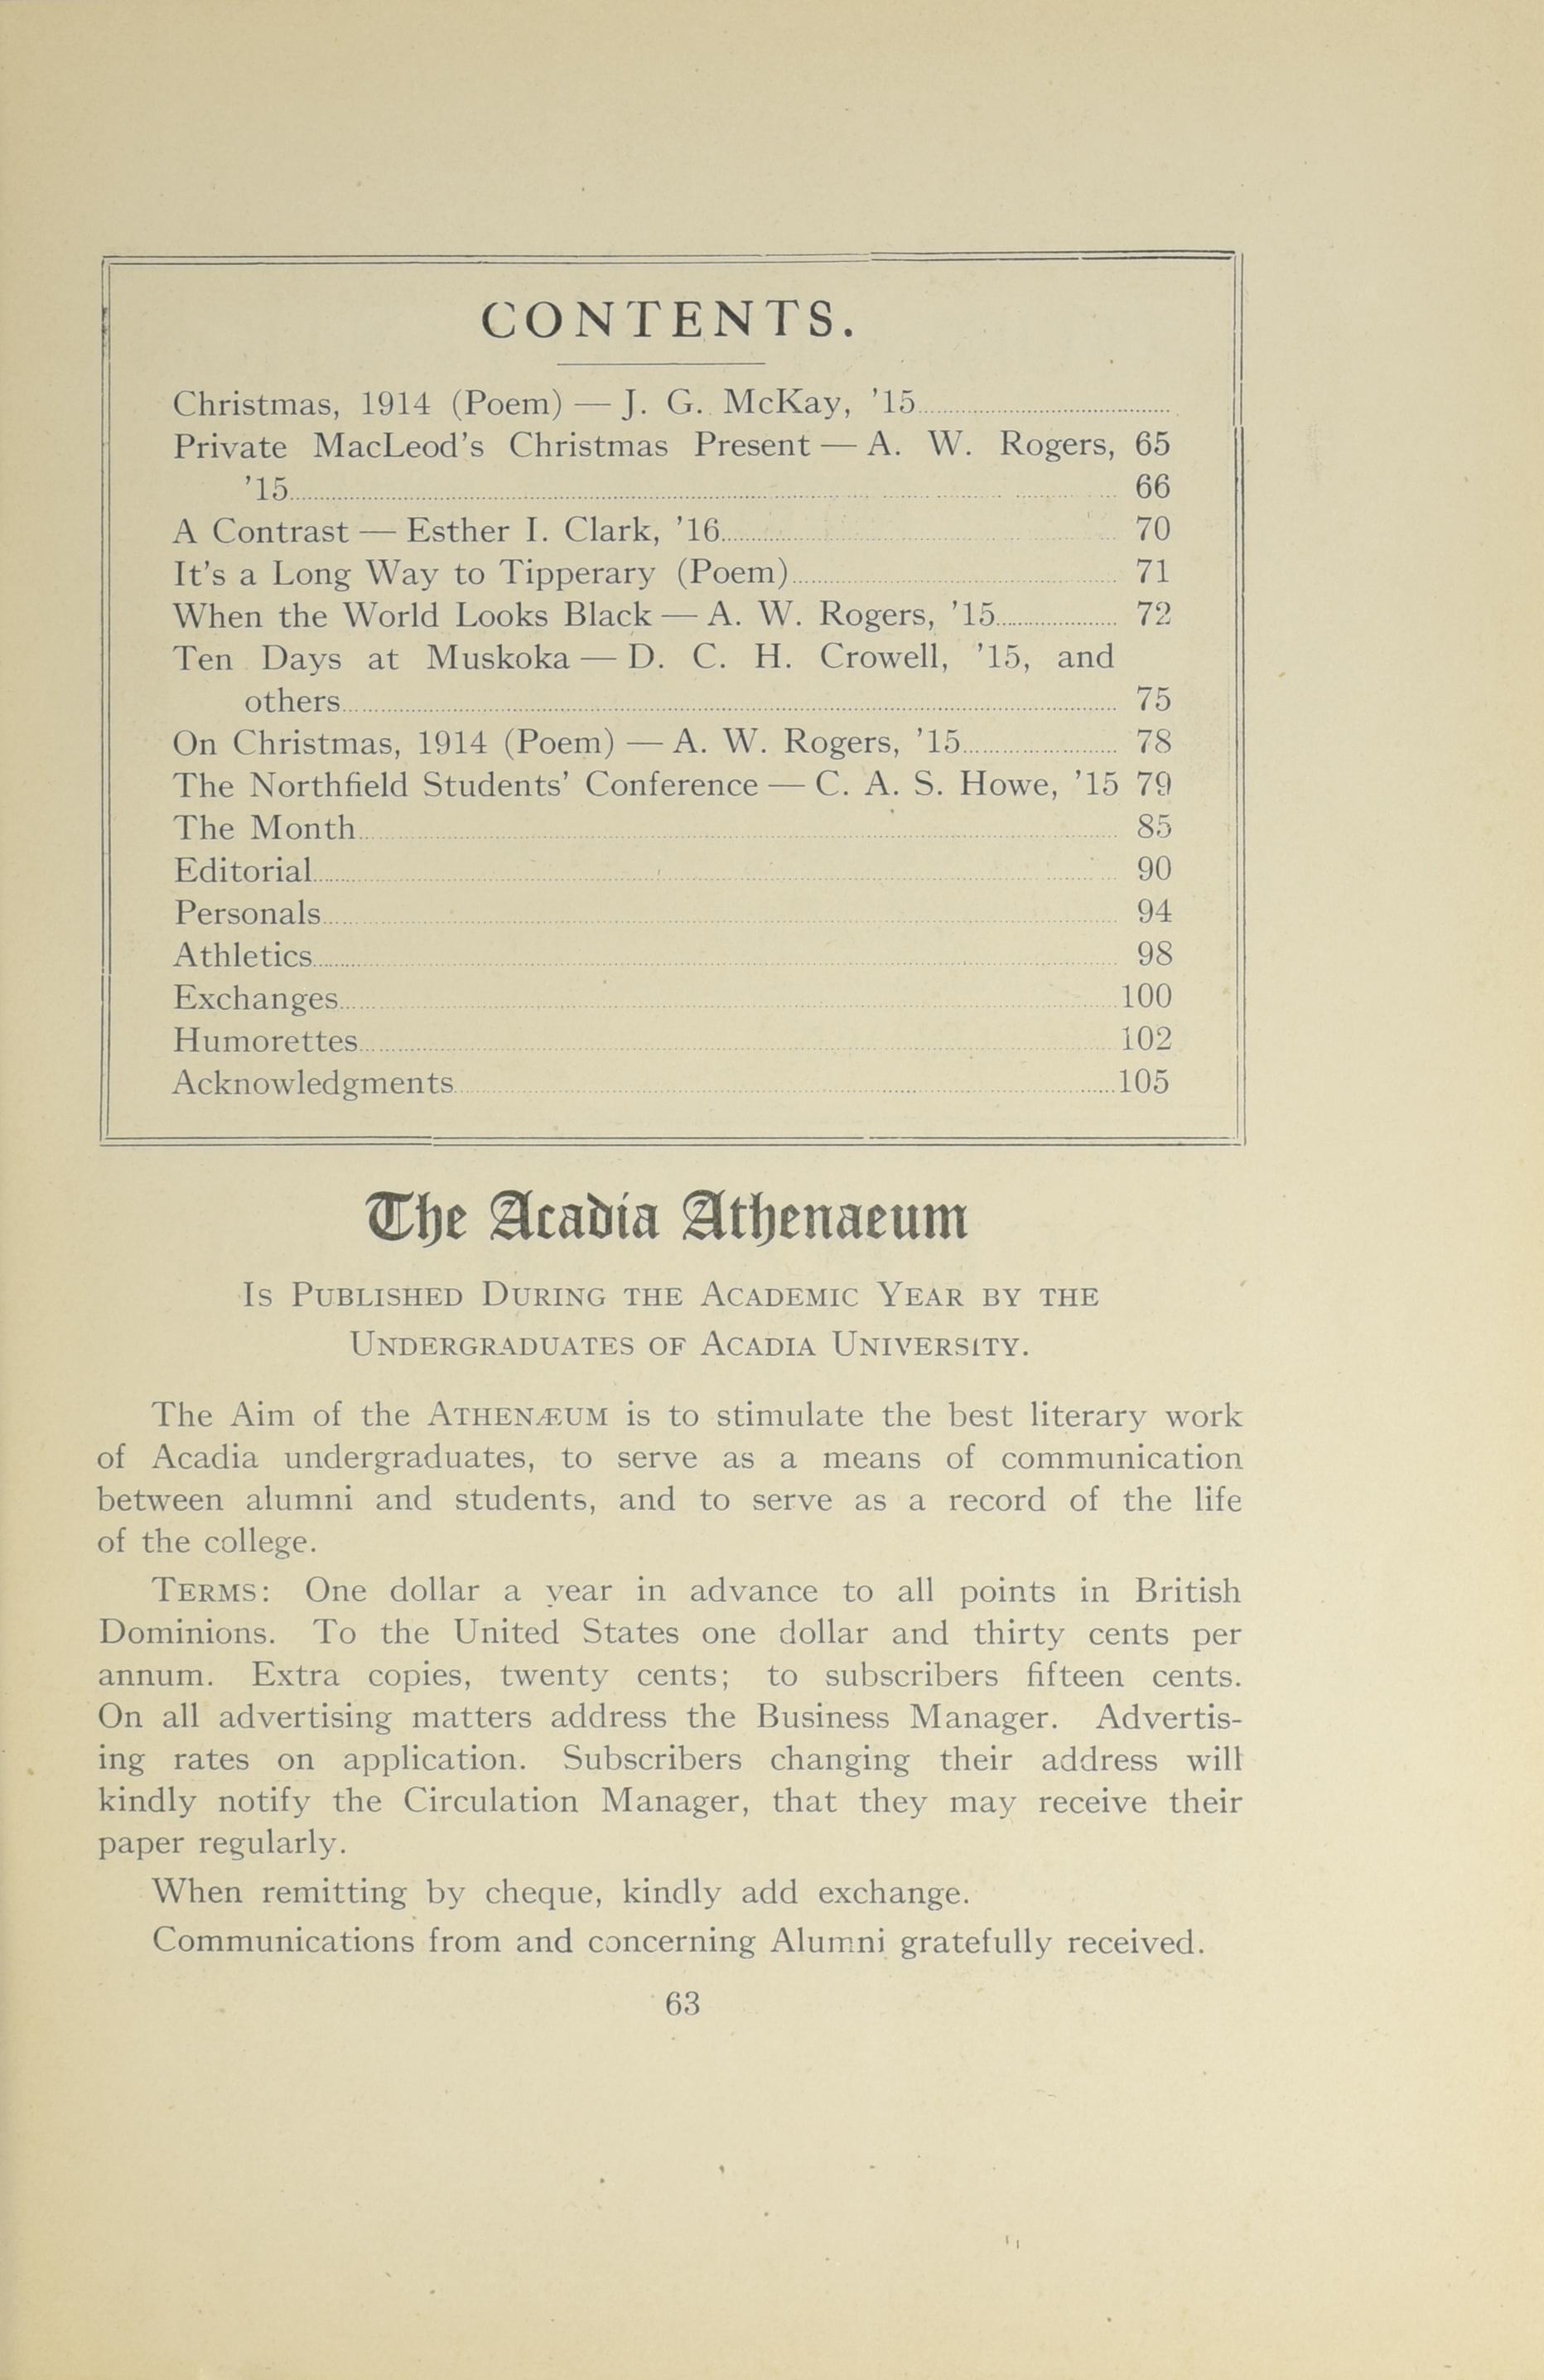 CONTENTS.
Christmas, 1914 (Poem) — J. G. McKay, ’15
Private MacLeod’s Christmas Present — A. W. Rogers, 65
’15 66
A Contrast — Esther I. Clark, ’16 70
It’s a Long Way to Tipperary (Poem) 71
When the World Looks Black — A. W. Rogers, ’15 72
Ten Days at Muskoka — D. C. H. Crowell, ’15, and
others 75
On Christmas, 1914 (Poem) — A. W. Rogers, ’15 78
The Northfield Students’ Conference — C. A. S. Howe, ’15 79
The Month 85
Editorial 90
Personals 94
Athletics 98
Exchanges 100
Humorettes 102
Acknowledgments 105
The Acadia Athenaeum
IS PUBLISHED DURING THE ACADEMIC YEAR BY THE
UNDERGRADUATES OF ACADIA UNIVERSITY.
The Aim of the ATHENÆUM is to stimulate the best literary work
of Acadia undergraduates, to serve as a means of communication
between alumni and students, and to serve as a record of the life
of the college.
TERMS: One dollar a year in advance to all points in British
Dominions. To the United States one dollar and thirty cents per
annum. Extra copies, twenty cents; to subscribers fifteen cents.
On all advertising matters address the Business Manager. Advertis-
ing rates on application. Subscribers changing their address will
kindly notify the Circulation Manager, that they may receive their
paper regularly.
When remitting by cheque, kindly add exchange.
Communications from and concerning Alumni gratefully received.
63